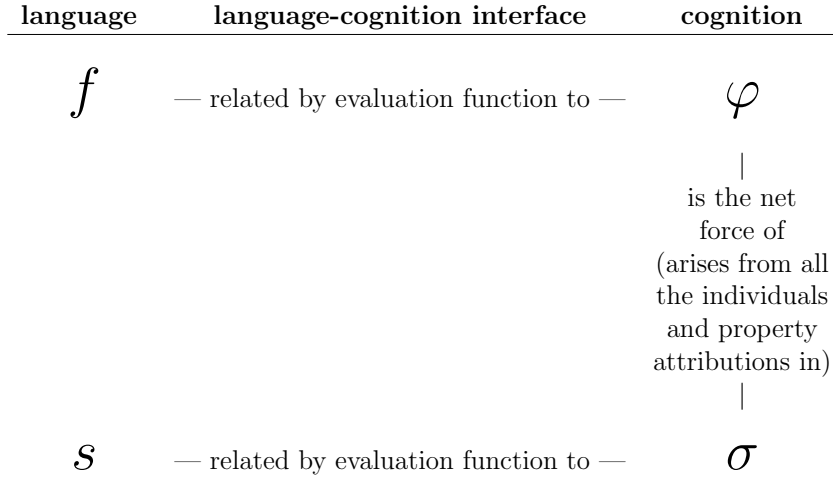 language language-cognition interface cognition
f — related by evaluation function to — φ
|
is the net
force of
(arises from all
the individuals
and property
attributions in)
|
s — related by evaluation function to — σ